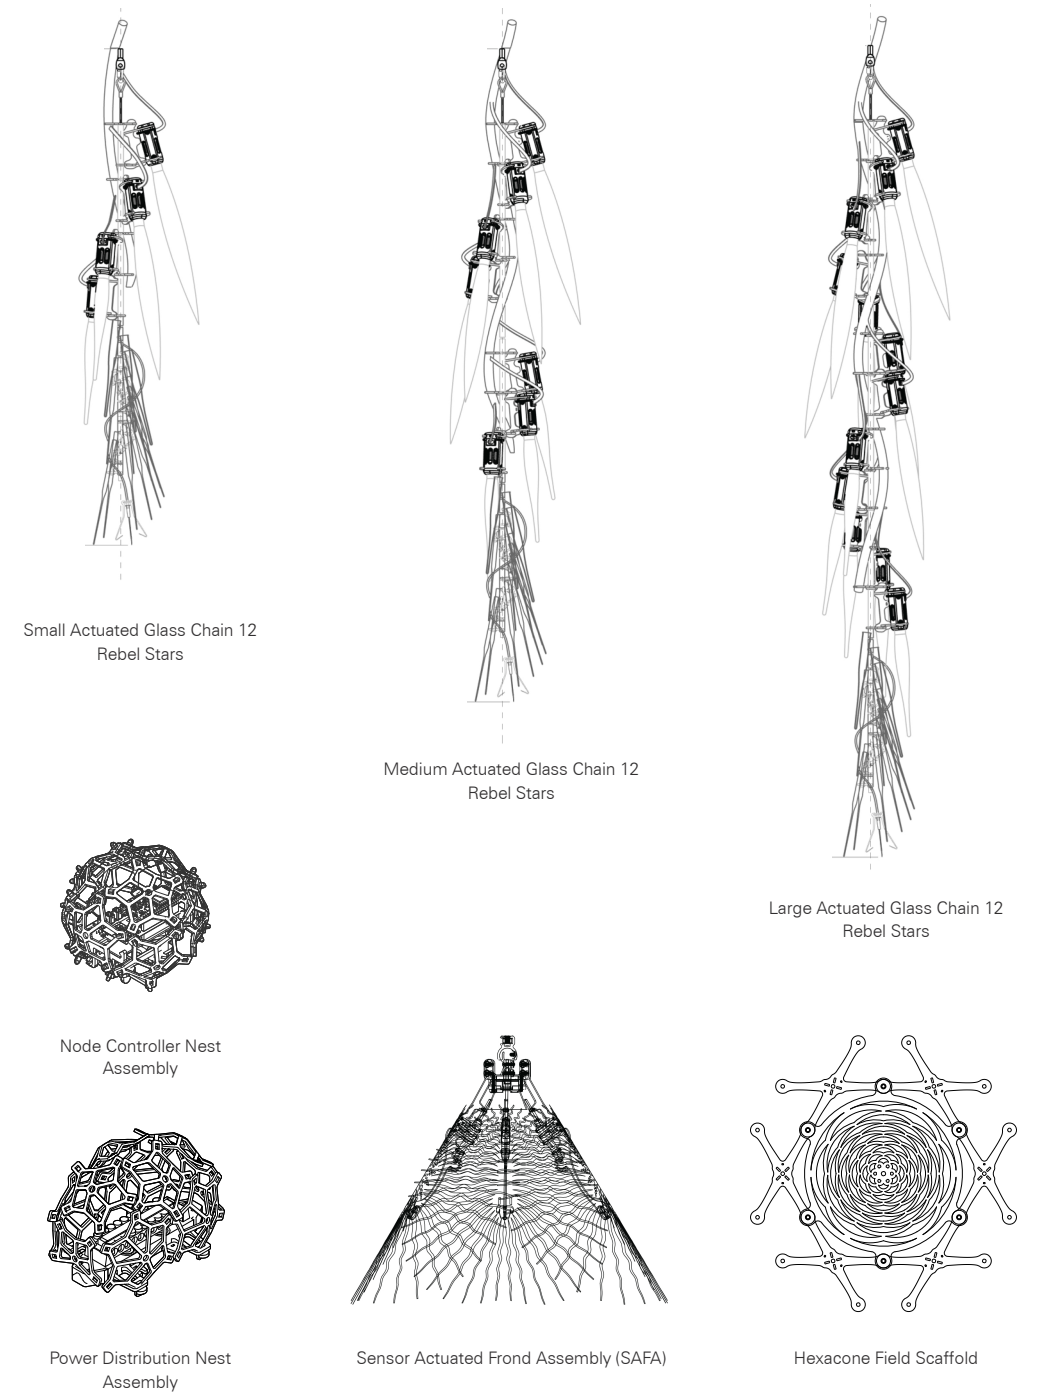 Small Actuated Glass Chain 12
Rebel Stars
Medium Actuated Glass Chain 12
Rebel Stars
Large Actuated Glass Chain 12
Rebel Stars
Node Controller Nest
Assembly
Power Distribution Nest
Assembly
Sensor Actuated Frond Assembly (SAFA)
Hexacone Field Scaffold